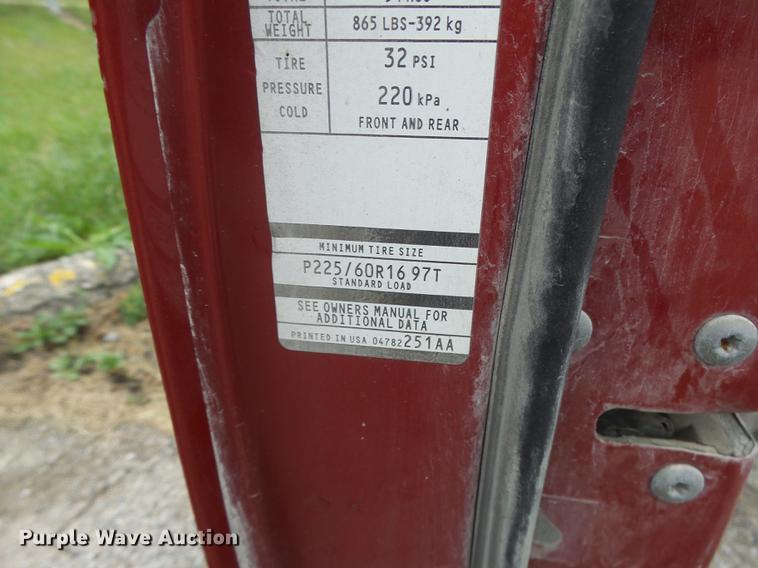 TOTAL WEIGHT 865 LBS-392 kg
TIRE PRESSURE COLD 32 PSI
220 kPa
FRONT AND REAR
MINIMUM TIRE SIZE
P225/60R16 97T
STANDARD LOAD
SEE OWNERS MANUAL FOR
ADDITIONAL DATA
PRINTED IN USA 04782251AA
Purple Wave Auction